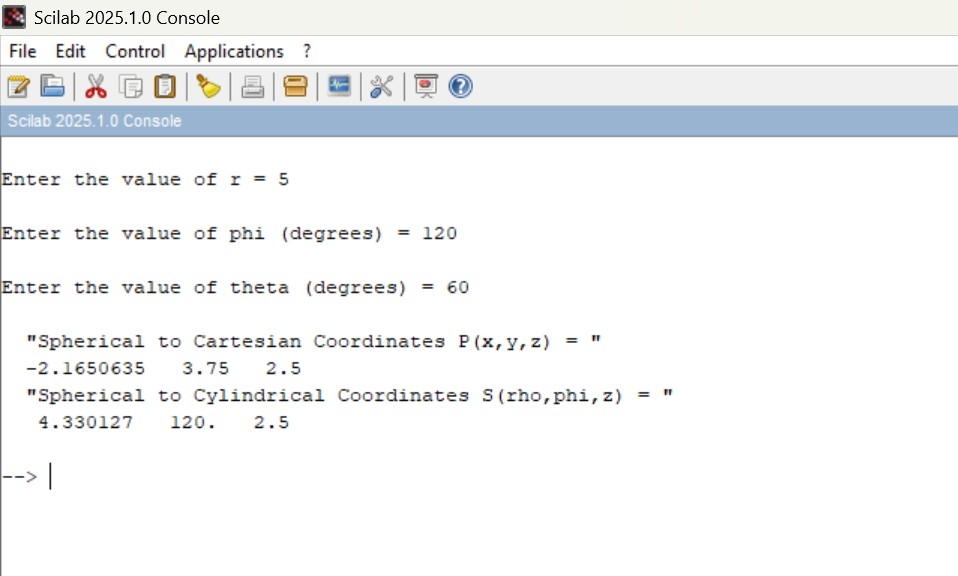 Scilab 2025.1.0 Console
File Edit Control Applications ?
Scilab 2025.1.0 Console
Enter the value of r = 5
Enter the value of phi (degrees) = 120
Enter the value of theta (degrees) = 60
"Spherical to Cartesian Coordinates P(x,y,z) = "
-2.1650635 3.75 2.5
"Spherical to Cylindrical Coordinates S(rho,phi,z) = "
4.330127 120. 2.5
-->